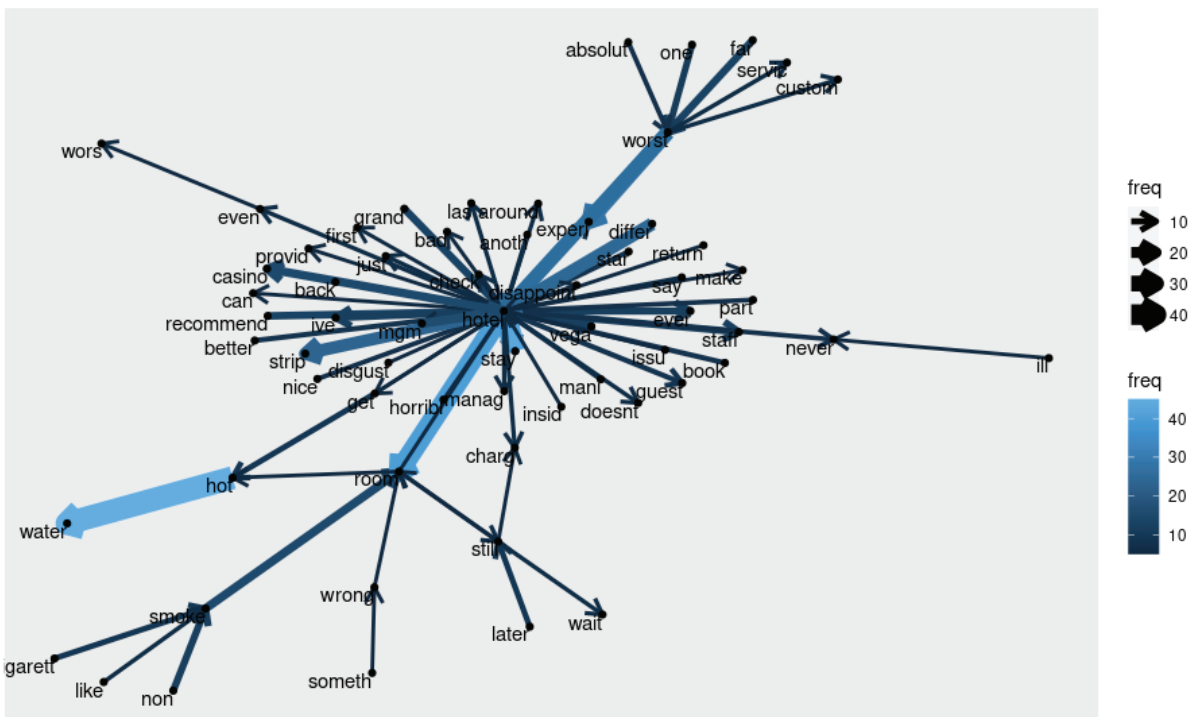 absolut
one
far
servic
custom
worst
wors
even
grand
las
around
experi
differ
first
bad
anoth
star
return
provid
just
casino
check
disappoint
say
make
back
can
hotel
ever
part
recommend
ive
mgm
vega
staff
never
ill
better
strip
disgust
stay
issu
book
nice
get
horribl
manag
mani
guest
insid
doesnt
charg
room
hot
water
still
smoke
wrong
later
wait
garett
like
non
someth
freq
10
20
30
40
freq
40
30
20
10